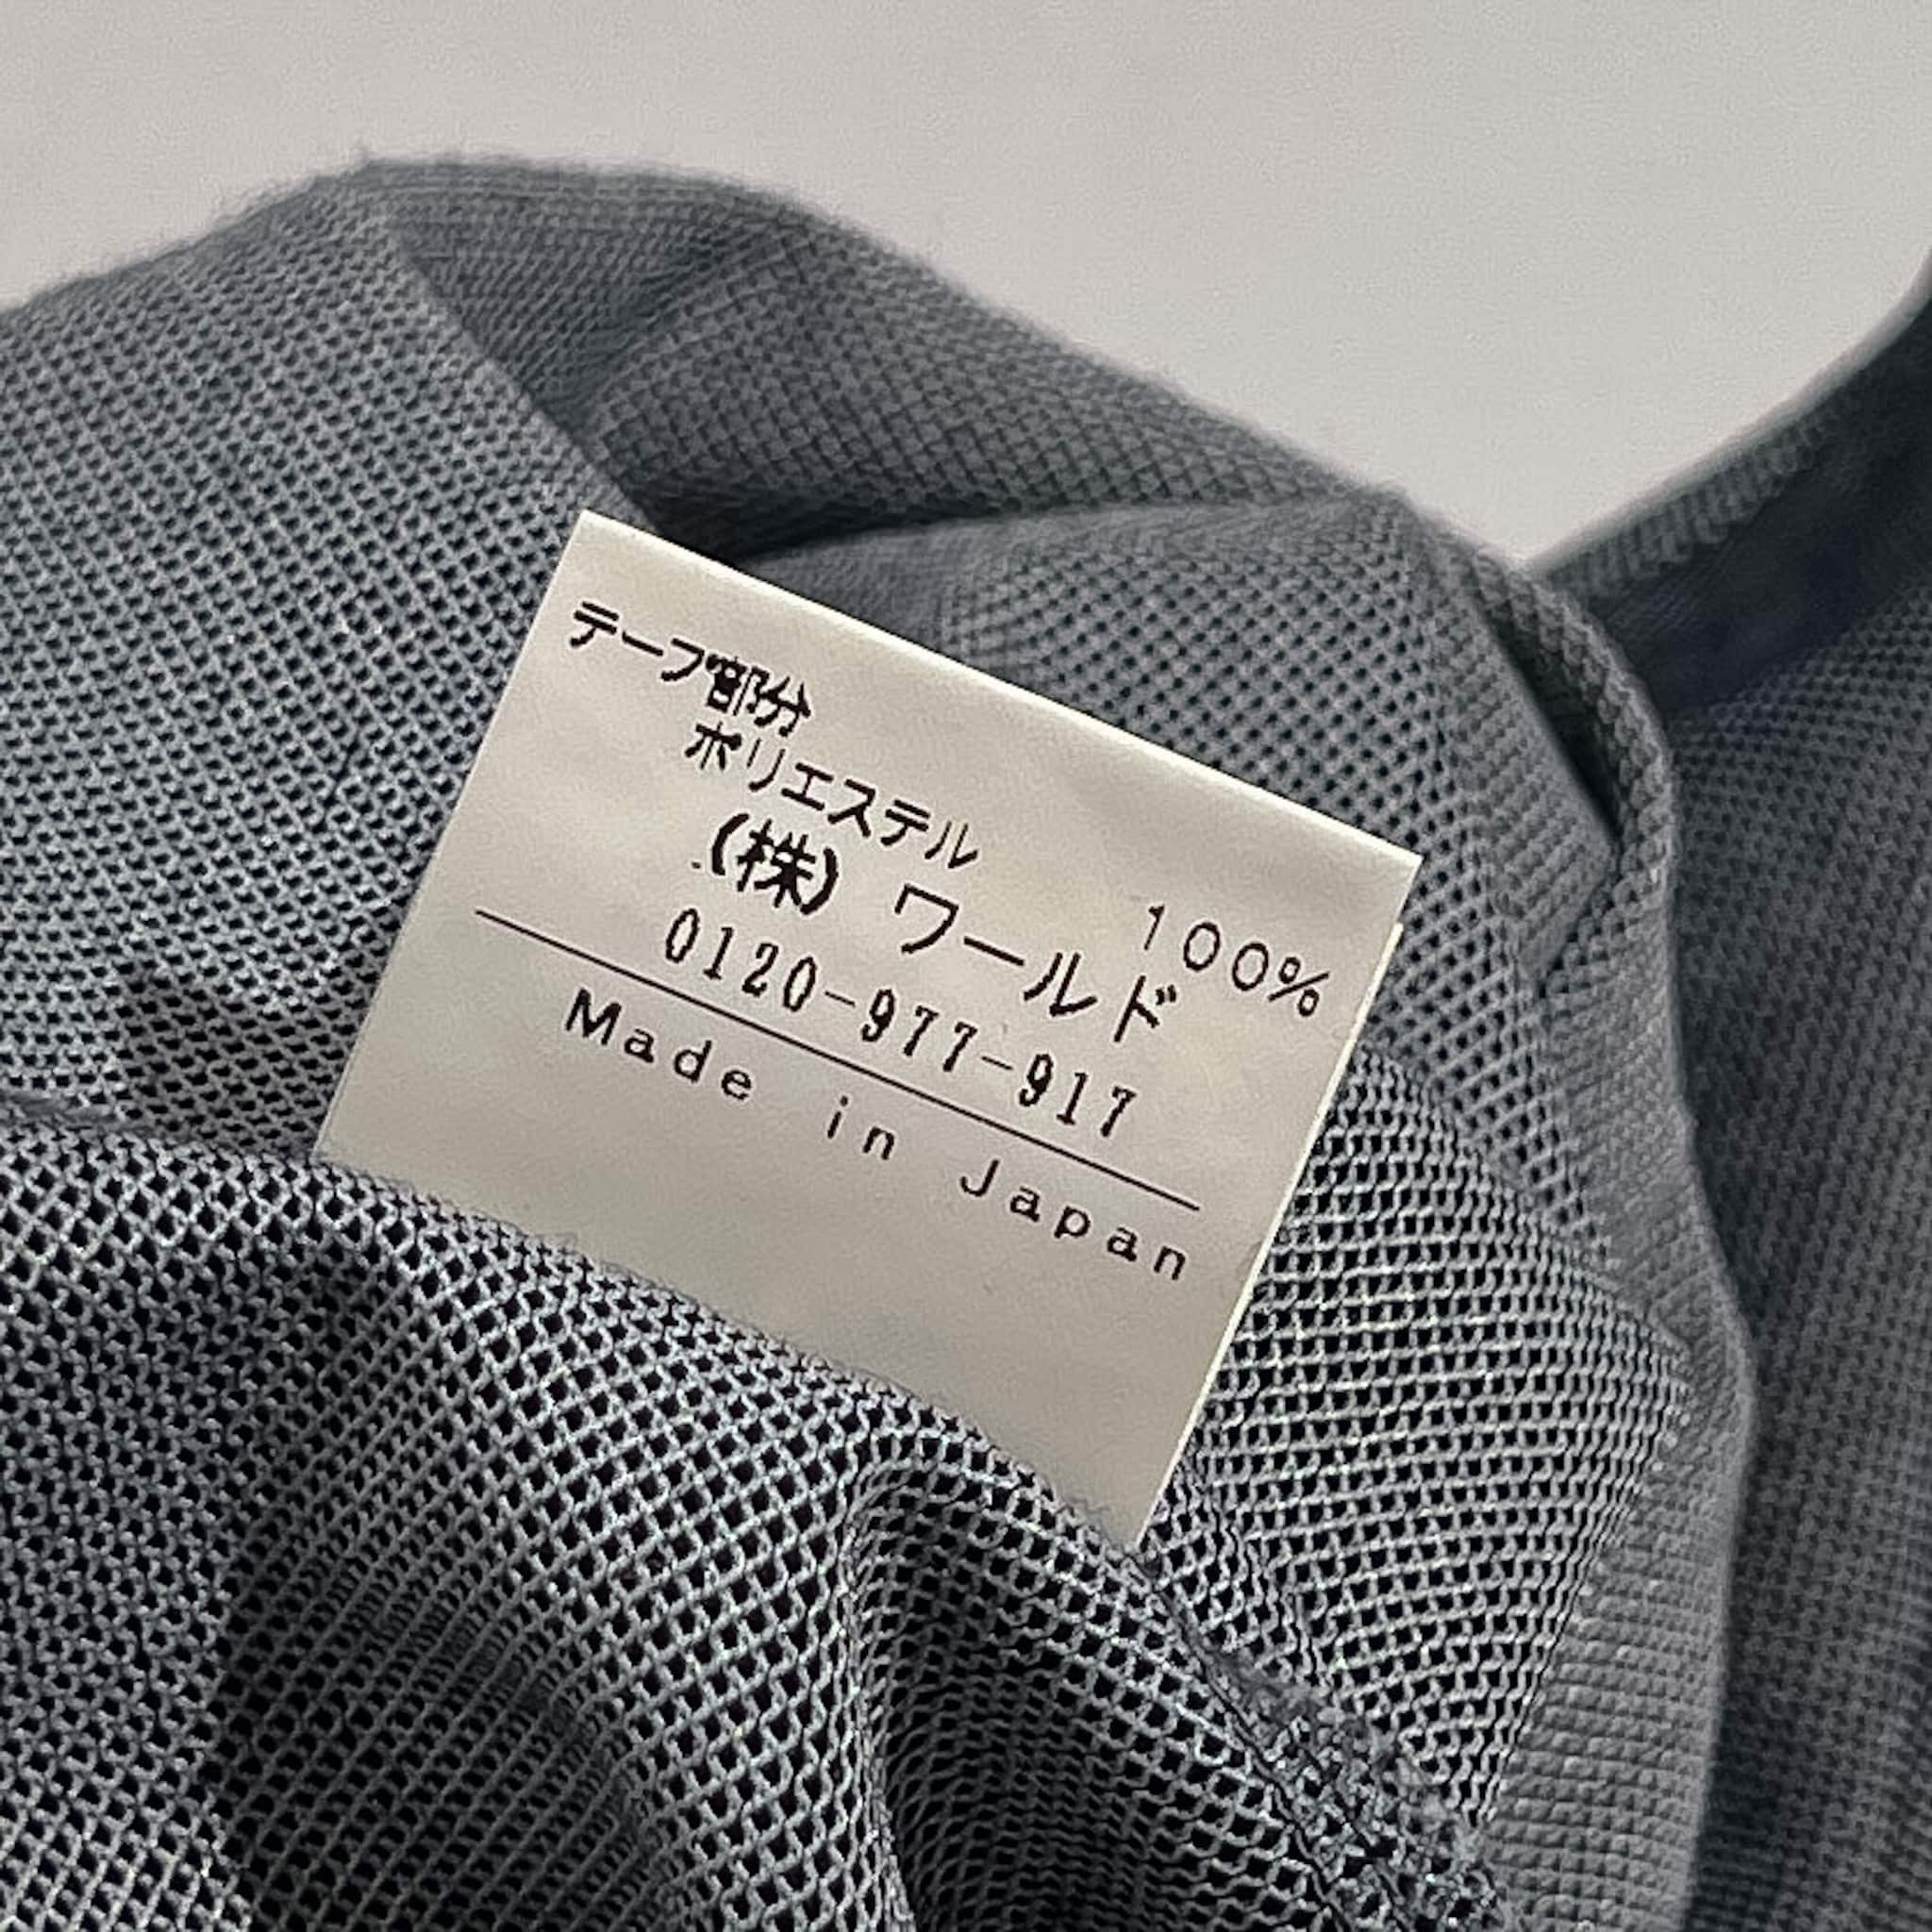 テープ部分
ポリエステル 100%
(株) ワールド
0120-977-917
Made in Japan